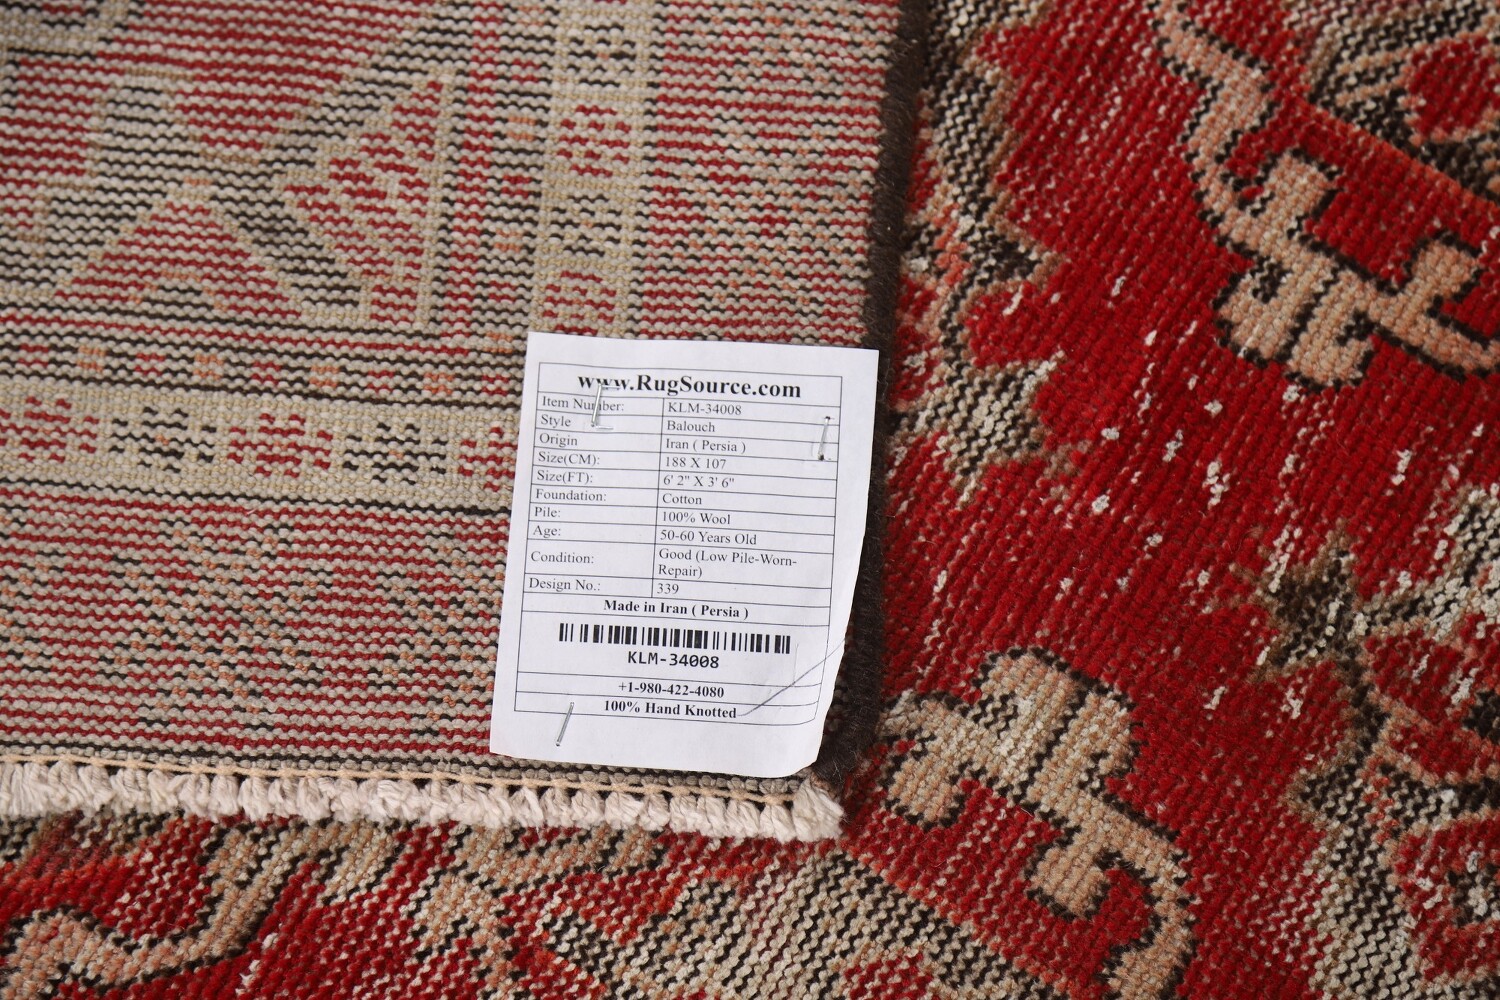 www.RugSource.com
Item Number: KLM-34008
Style Balouch
Origin Iran ( Persia )
Size(CM): 188 X 107
Size(FT): 6' 2" X 3' 6"
Foundation: Cotton
Pile: 100% Wool
Age: 50-60 Years Old
Condition: Good (Low Pile-Worn-
Repair)
Design No.: 339
Made in Iran ( Persia )
KLM-34008
+1-980-422-4080
100% Hand Knotted